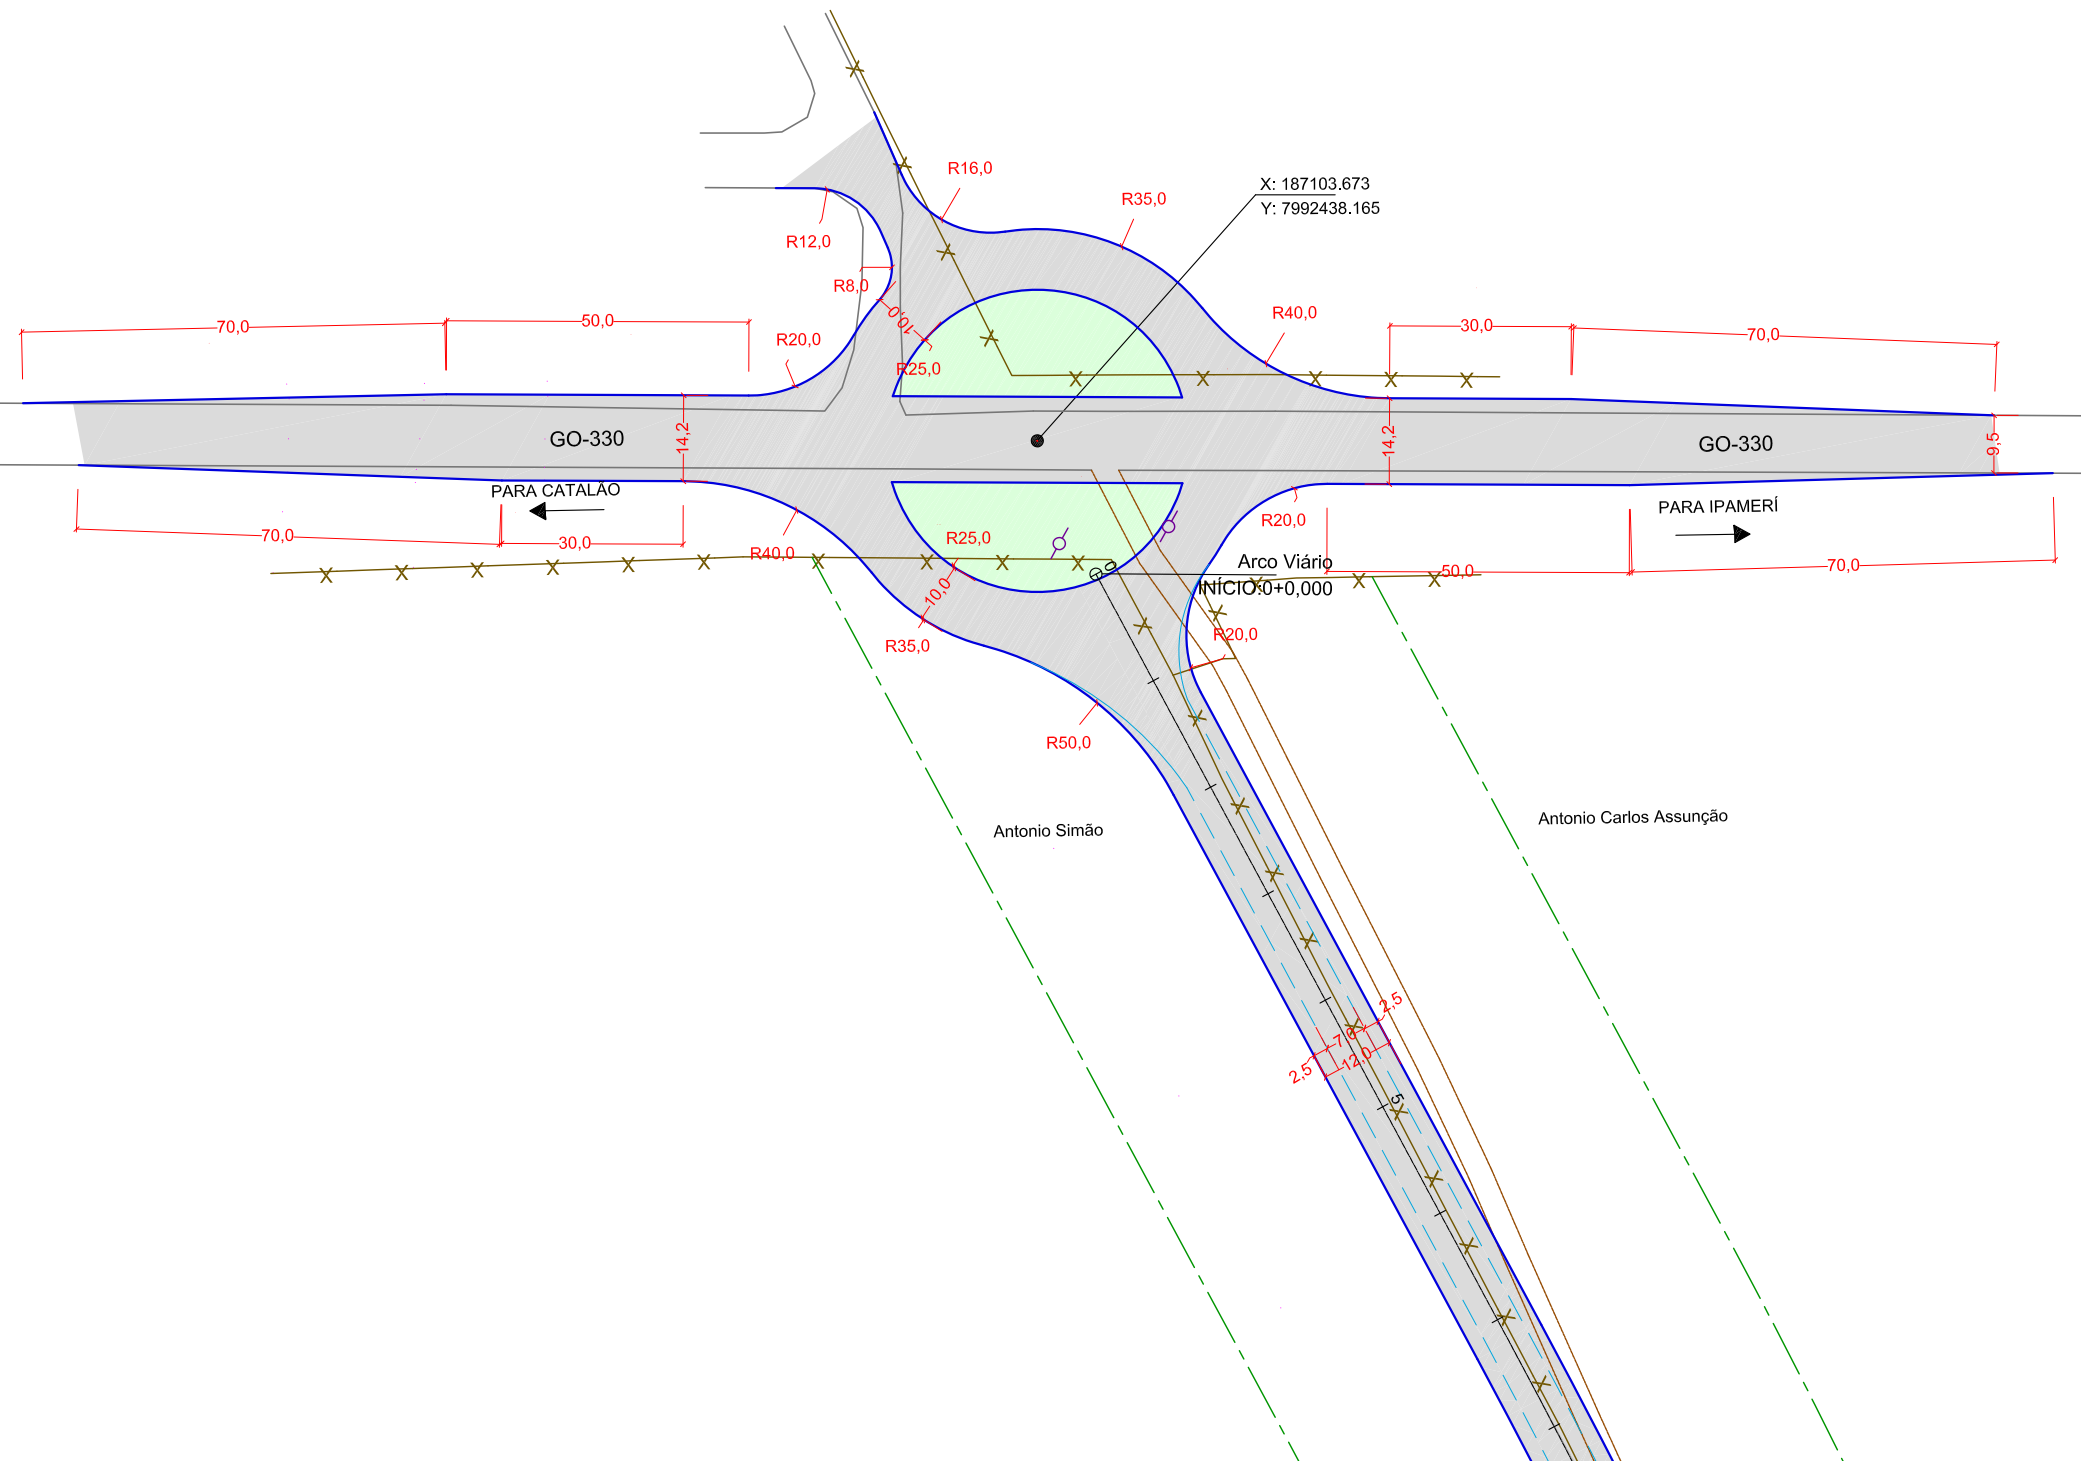 R16,0
X: 187103.673
Y: 7992438.165
R35,0
R12,0
R8,0
10,0
R40,0
70,0
50,0
R20,0
R25,0
30,0
70,0
14,2
GO-330
14,2
GO-330
9,5
PARA CATALÃO
PARA IPAMERÍ
70,0
30,0
R40,0
R25,0
R20,0
Arco Viário
INÍCIO:0+0,000
0
50,0
70,0
10,0
R35,0
R20,0
R50,0
Antonio Simão
Antonio Carlos Assunção
2,5
7,0
12,0
2,5
5